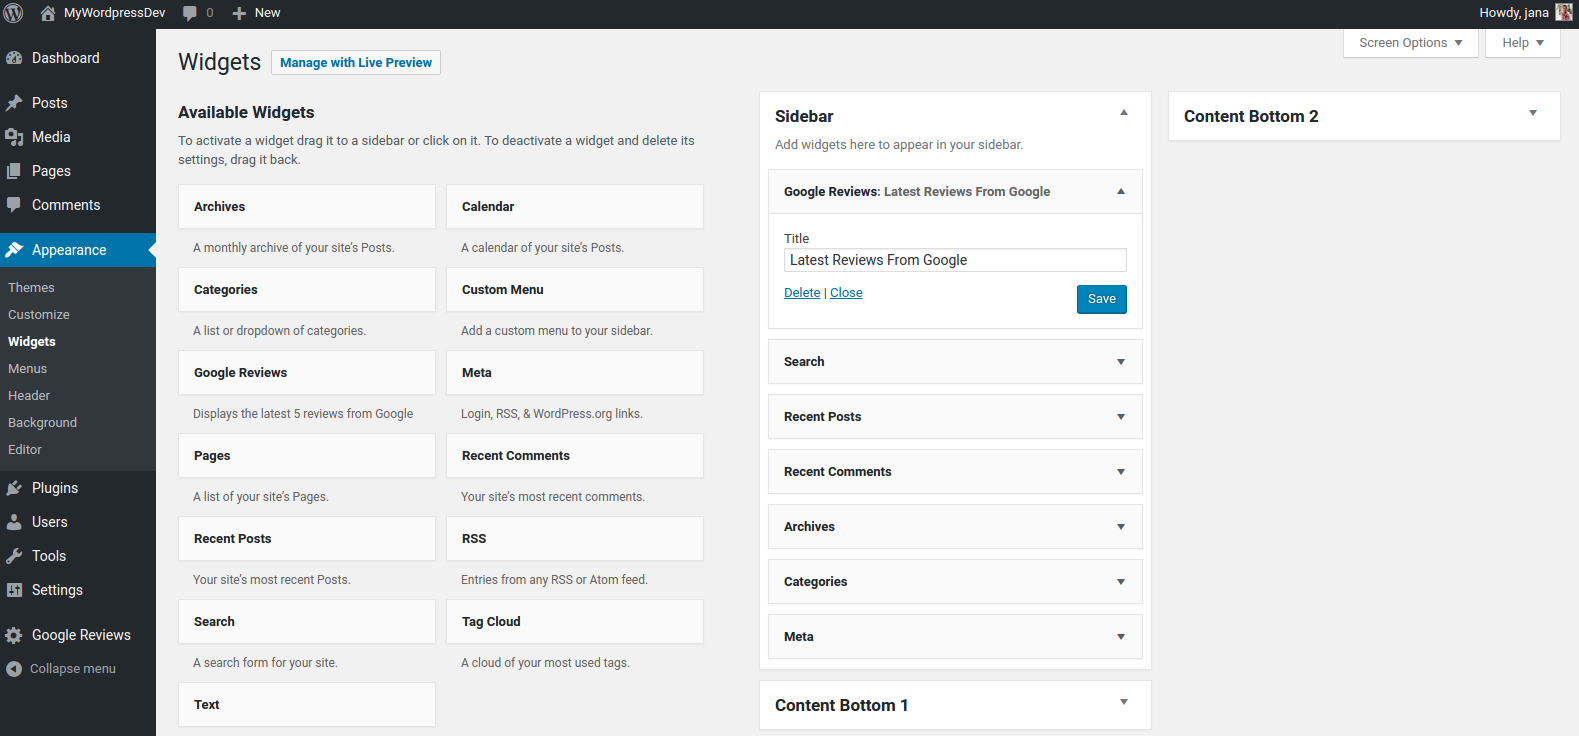 MyWordpressDev
0
New
Howdy, jana
Dashboard
Posts
Media
Pages
Comments
Appearance
Themes
Customize
Widgets
Menus
Header
Background
Editor
Plugins
Users
Tools
Settings
Google Reviews
Collapse menu
Screen Options
Help
Widgets
Manage with Live Preview
Available Widgets
To activate a widget drag it to a sidebar or click on it. To deactivate a widget and delete its
settings, drag it back.
Archives
A monthly archive of your site's Posts.
Calendar
A calendar of your site's Posts.
Categories
A list or dropdown of categories.
Custom Menu
Add a custom menu to your sidebar.
Google Reviews
Displays the latest 5 reviews from Google
Meta
Login, RSS, & WordPress.org links.
Pages
A list of your site's Pages.
Recent Comments
Your site's most recent comments.
Recent Posts
Your site's most recent Posts.
RSS
Entries from any RSS or Atom feed.
Search
A search form for your site.
Tag Cloud
A cloud of your most used tags.
Text
Sidebar
Add widgets here to appear in your sidebar.
Google Reviews: Latest Reviews From Google
Title
Latest Reviews From Google
Delete | Close
Save
Search
Recent Posts
Recent Comments
Archives
Categories
Meta
Content Bottom 1
Content Bottom 2